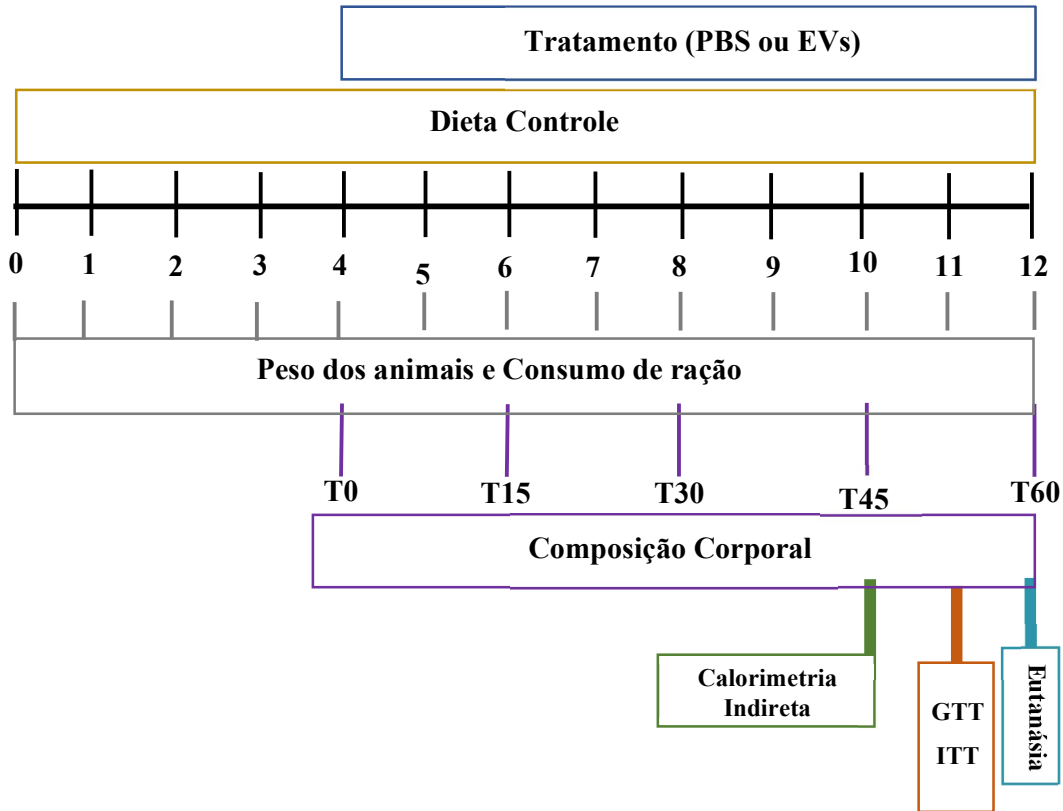 Tratamento (PBS ou EVs)
Dieta Controle
0 1 2 3 4 5 6 7 8 9 10 11 12
Peso dos animais e Consumo de ração
T0 T15 T30 T45 T60
Composição Corporal
Calorimetria
Indireta
GTT
ITT
Eutanásia